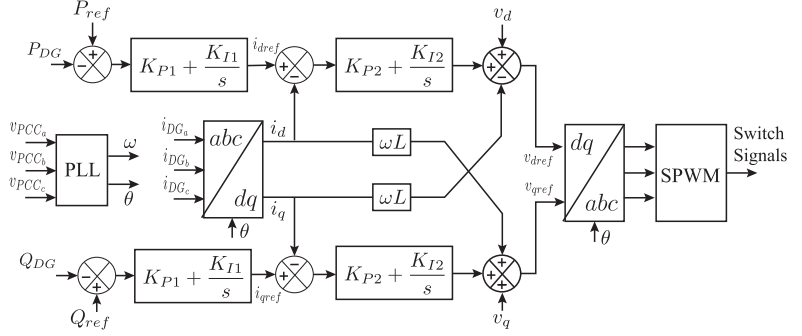 P_ref
v_d
P_DG
K_P1 + K_I1/s
i_dref
K_P2 + K_I2/s
v_PCC_a
v_PCC_b
v_PCC_c
PLL
ω
θ
i_DG_a
i_DG_b
i_DG_c
abc
dq
θ
i_d
i_q
ωL
ωL
v_dref
v_qref
dq
abc
θ
SPWM
Switch
Signals
Q_DG
Q_ref
K_P1 + K_I1/s
i_qref
K_P2 + K_I2/s
v_q